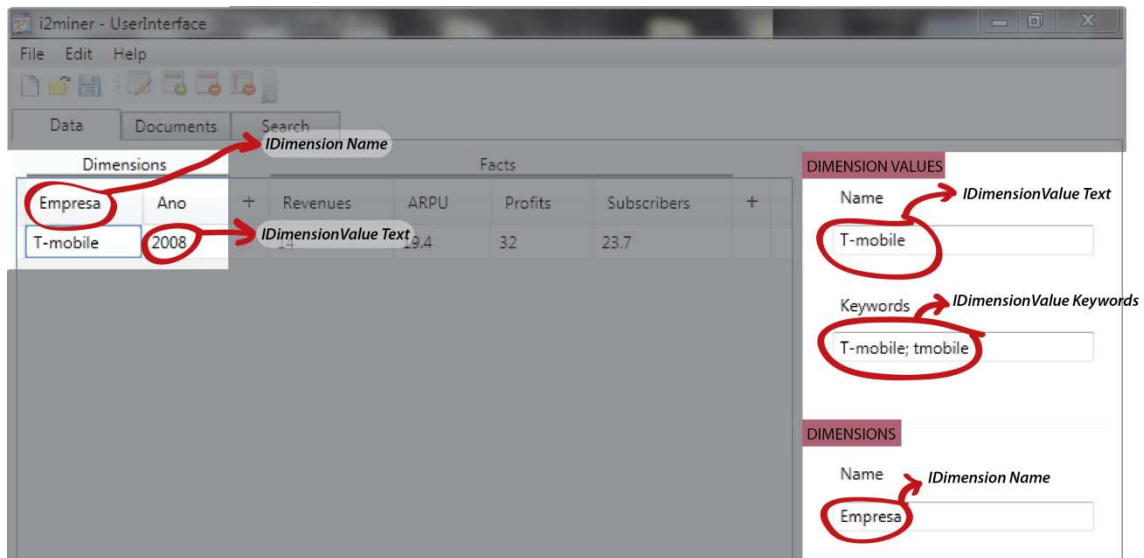 i2miner - UserInterface
File Edit Help
Data Documents Search
IDimension Name
Dimensions Facts
Empresa Ano + Revenues ARPU Profits Subscribers +
T-mobile 2008 19.4 32 23.7
IDimensionValue Text
DIMENSION VALUES
Name
IDimensionValue Text
T-mobile
Keywords
IDimensionValue Keywords
T-mobile; tmobile
DIMENSIONS
Name
IDimension Name
Empresa